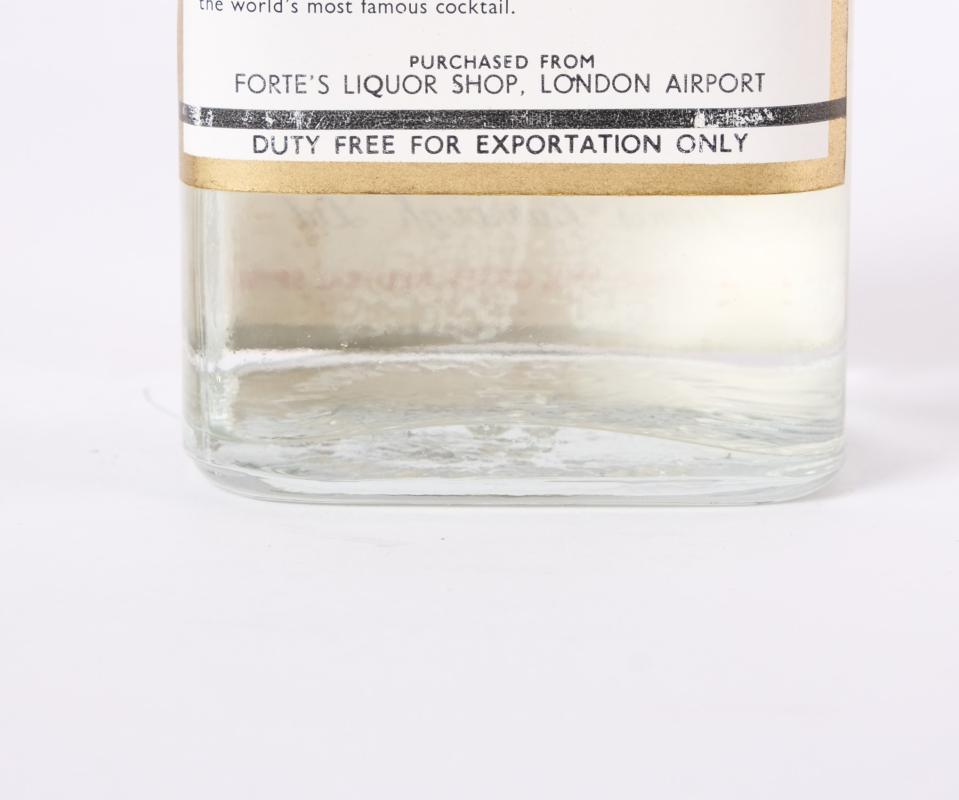 the world's most famous cocktail.
PURCHASED FROM
FORTE'S LIQUOR SHOP, LONDON AIRPORT
DUTY FREE FOR EXPORTATION ONLY